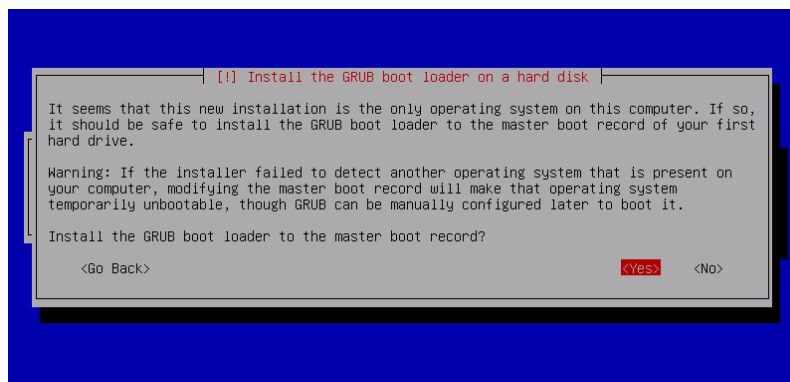 [!] Install the GRUB boot loader on a hard disk
It seems that this new installation is the only operating system on this computer. If so,
it should be safe to install the GRUB boot loader to the master boot record of your first
hard drive.
Warning: If the installer failed to detect another operating system that is present on
your computer, modifying the master boot record will make that operating system
temporarily unbootable, though GRUB can be manually configured later to boot it.
Install the GRUB boot loader to the master boot record?
<Go Back> <Yes> <No>